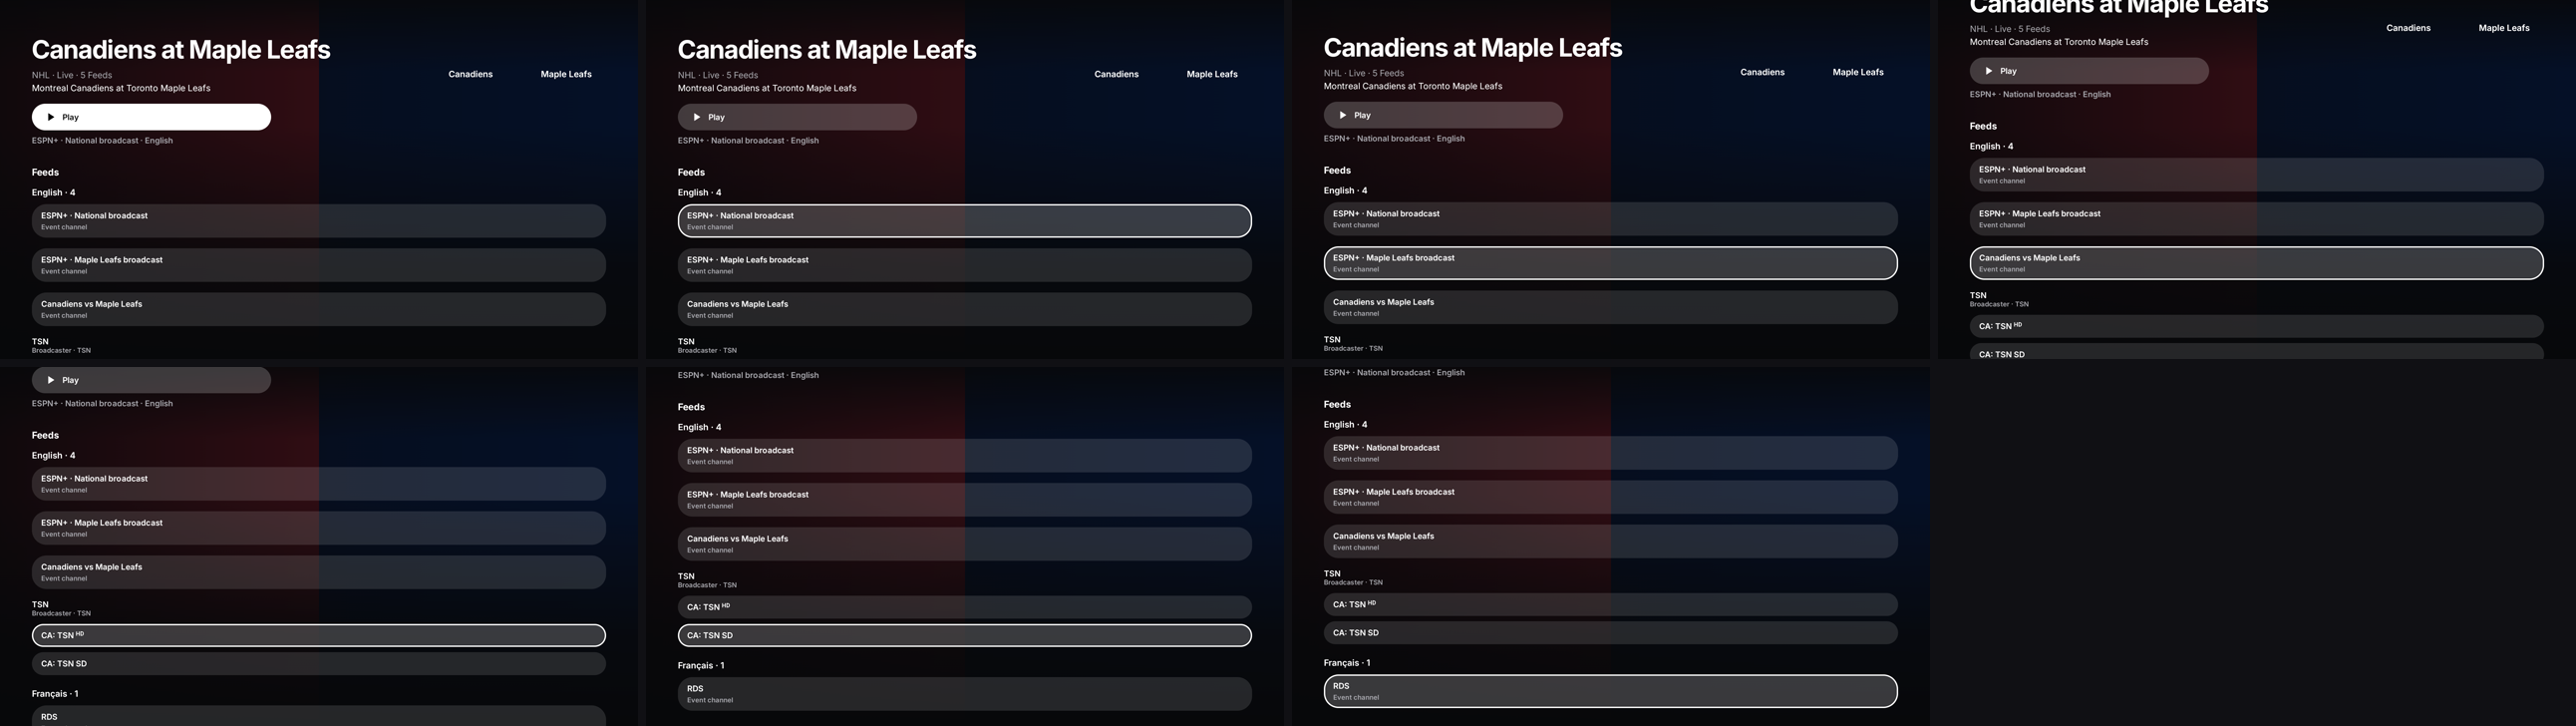 Canadiens at Maple Leafs
NHL · Live · 5 Feeds
Montreal Canadiens at Toronto Maple Leafs
Canadiens
Maple Leafs
Play
ESPN+ · National broadcast · English
Feeds
English · 4
ESPN+ · National broadcast
Event channel
ESPN+ · Maple Leafs broadcast
Event channel
Canadiens vs Maple Leafs
Event channel
TSN
Broadcaster · TSN
Canadiens at Maple Leafs
NHL · Live · 5 Feeds
Montreal Canadiens at Toronto Maple Leafs
Canadiens
Maple Leafs
Play
ESPN+ · National broadcast · English
Feeds
English · 4
ESPN+ · National broadcast
Event channel
ESPN+ · Maple Leafs broadcast
Event channel
Canadiens vs Maple Leafs
Event channel
TSN
Broadcaster · TSN
Canadiens at Maple Leafs
NHL · Live · 5 Feeds
Montreal Canadiens at Toronto Maple Leafs
Canadiens
Maple Leafs
Play
ESPN+ · National broadcast · English
Feeds
English · 4
ESPN+ · National broadcast
Event channel
ESPN+ · Maple Leafs broadcast
Event channel
Canadiens vs Maple Leafs
Event channel
TSN
Broadcaster · TSN
Canadiens at Maple Leafs
NHL · Live · 5 Feeds
Montreal Canadiens at Toronto Maple Leafs
Canadiens
Maple Leafs
Play
ESPN+ · National broadcast · English
Feeds
English · 4
ESPN+ · National broadcast
Event channel
ESPN+ · Maple Leafs broadcast
Event channel
Canadiens vs Maple Leafs
Event channel
TSN
Broadcaster · TSN
CA: TSN ᴴᴰ
CA: TSN SD
Play
ESPN+ · National broadcast · English
Feeds
English · 4
ESPN+ · National broadcast
Event channel
ESPN+ · Maple Leafs broadcast
Event channel
Canadiens vs Maple Leafs
Event channel
TSN
Broadcaster · TSN
CA: TSN ᴴᴰ
CA: TSN SD
Français · 1
RDS
ESPN+ · National broadcast · English
Feeds
English · 4
ESPN+ · National broadcast
Event channel
ESPN+ · Maple Leafs broadcast
Event channel
Canadiens vs Maple Leafs
Event channel
TSN
Broadcaster · TSN
CA: TSN ᴴᴰ
CA: TSN SD
Français · 1
RDS
Event channel
ESPN+ · National broadcast · English
Feeds
English · 4
ESPN+ · National broadcast
Event channel
ESPN+ · Maple Leafs broadcast
Event channel
Canadiens vs Maple Leafs
Event channel
TSN
Broadcaster · TSN
CA: TSN ᴴᴰ
CA: TSN SD
Français · 1
RDS
Event channel